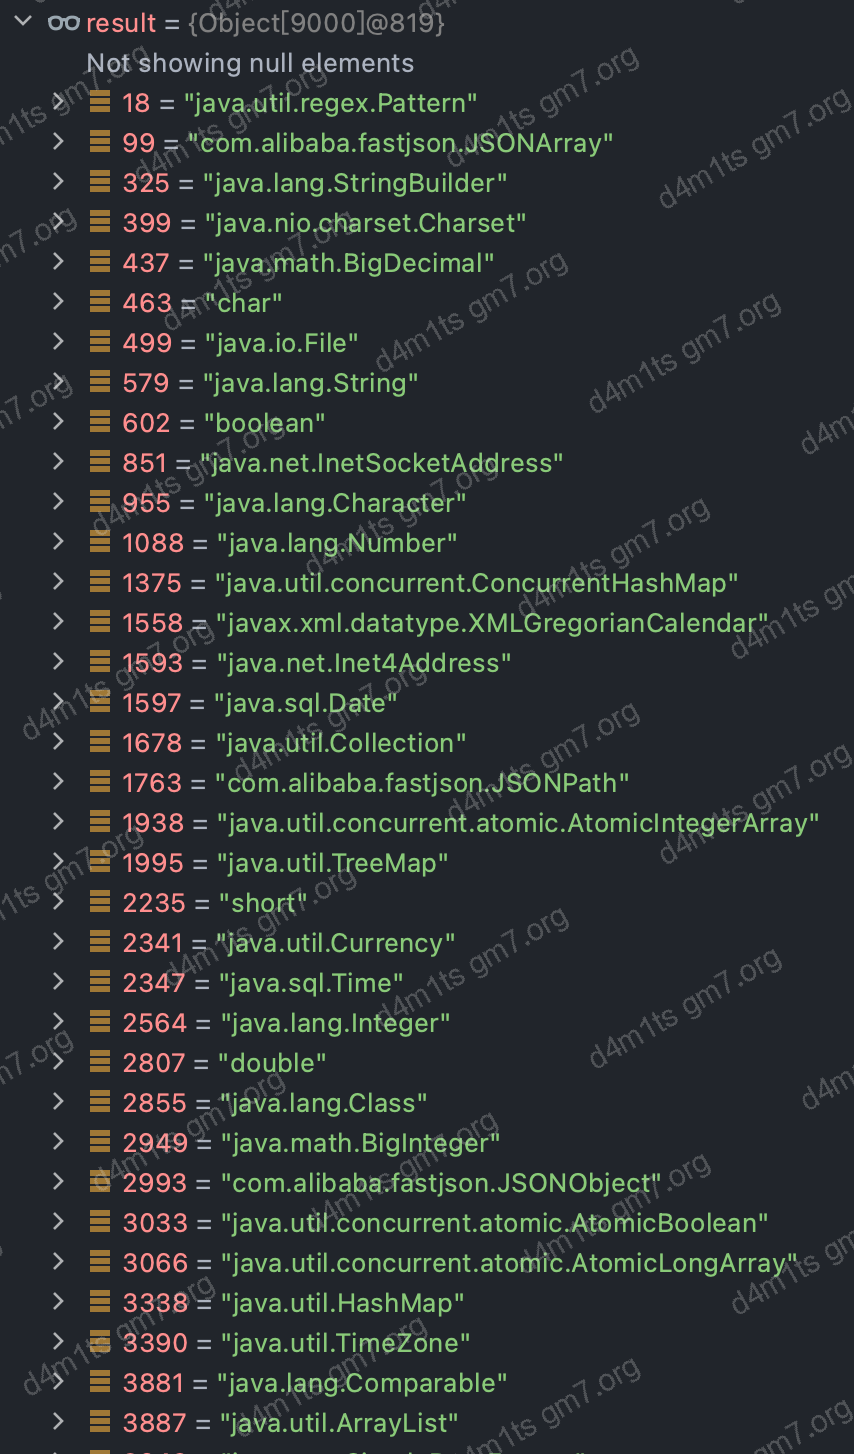 result = {Object[9000]@819}
Not showing null elements
18 = "java.util.regex.Pattern"
99 = "com.alibaba.fastjson.JSONArray"
325 = "java.lang.StringBuilder"
399 = "java.nio.charset.Charset"
437 = "java.math.BigDecimal"
463 = "char"
499 = "java.io.File"
579 = "java.lang.String"
602 = "boolean"
851 = "java.net.InetSocketAddress"
955 = "java.lang.Character"
1088 = "java.lang.Number"
1375 = "java.util.concurrent.ConcurrentHashMap"
1558 = "javax.xml.datatype.XMLGregorianCalendar"
1593 = "java.net.Inet4Address"
1597 = "java.sql.Date"
1678 = "java.util.Collection"
1763 = "com.alibaba.fastjson.JSONPath"
1938 = "java.util.concurrent.atomic.AtomicIntegerArray"
1995 = "java.util.TreeMap"
2235 = "short"
2341 = "java.util.Currency"
2347 = "java.sql.Time"
2564 = "java.lang.Integer"
2807 = "double"
2855 = "java.lang.Class"
2949 = "java.math.BigInteger"
2993 = "com.alibaba.fastjson.JSONObject"
3033 = "java.util.concurrent.atomic.AtomicBoolean"
3066 = "java.util.concurrent.atomic.AtomicLongArray"
3338 = "java.util.HashMap"
3390 = "java.util.TimeZone"
3881 = "java.lang.Comparable"
3887 = "java.util.ArrayList"
d4m1ts gm7.org